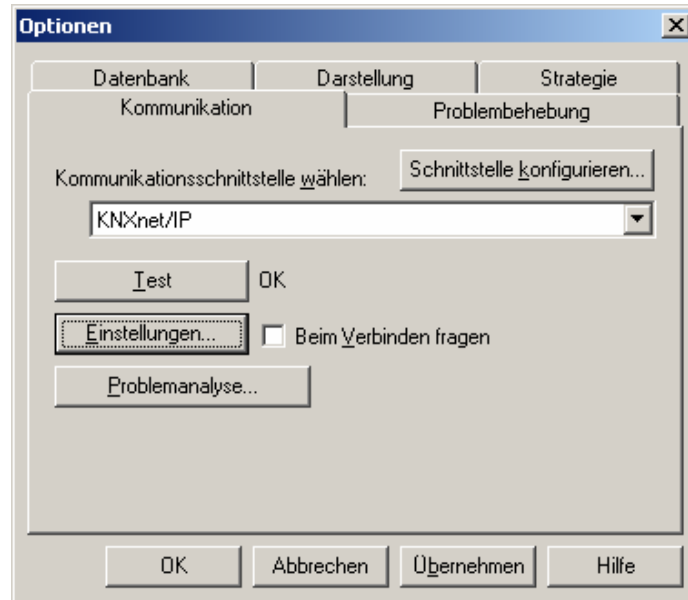 Optionen
Datenbank Darstellung Strategie
Kommunikation Problembehebung
Kommunikationsschnittstelle wählen: Schnittstelle konfigurieren...
KNXnet/IP
Test OK
Einstellungen... Beim Verbinden fragen
Problemanalyse...
OK Abbrechen Übernehmen Hilfe